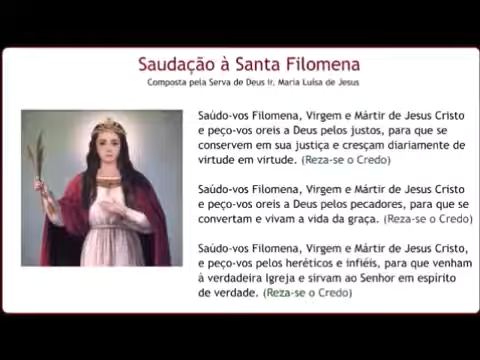 Saudação à Santa Filomena
Composta pela Serva de Deus Ir. Maria Luisa de Jesus
Saúdo-vos Filomena, Virgem e Mártir de Jesus Cristo
e peço-vos oreis a Deus pelos justos, para que se
conservem em sua justiça e cresçam diariamente de
virtude em virtude. (Reza-se o Credo)
Saúdo-vos Filomena, Virgem e Mártir de Jesus Cristo
e peço-vos oreis a Deus pelos pecadores, para que se
convertam e vivam a vida da graça. (Reza-se o Credo)
Saúdo-vos Filomena, Virgem e Mártir de Jesus Cristo,
e peço-vos pelos heréticos e infiéis, para que venham
à verdadeira Igreja e sirvam ao Senhor em espírito
de verdade. (Reza-se o Credo)